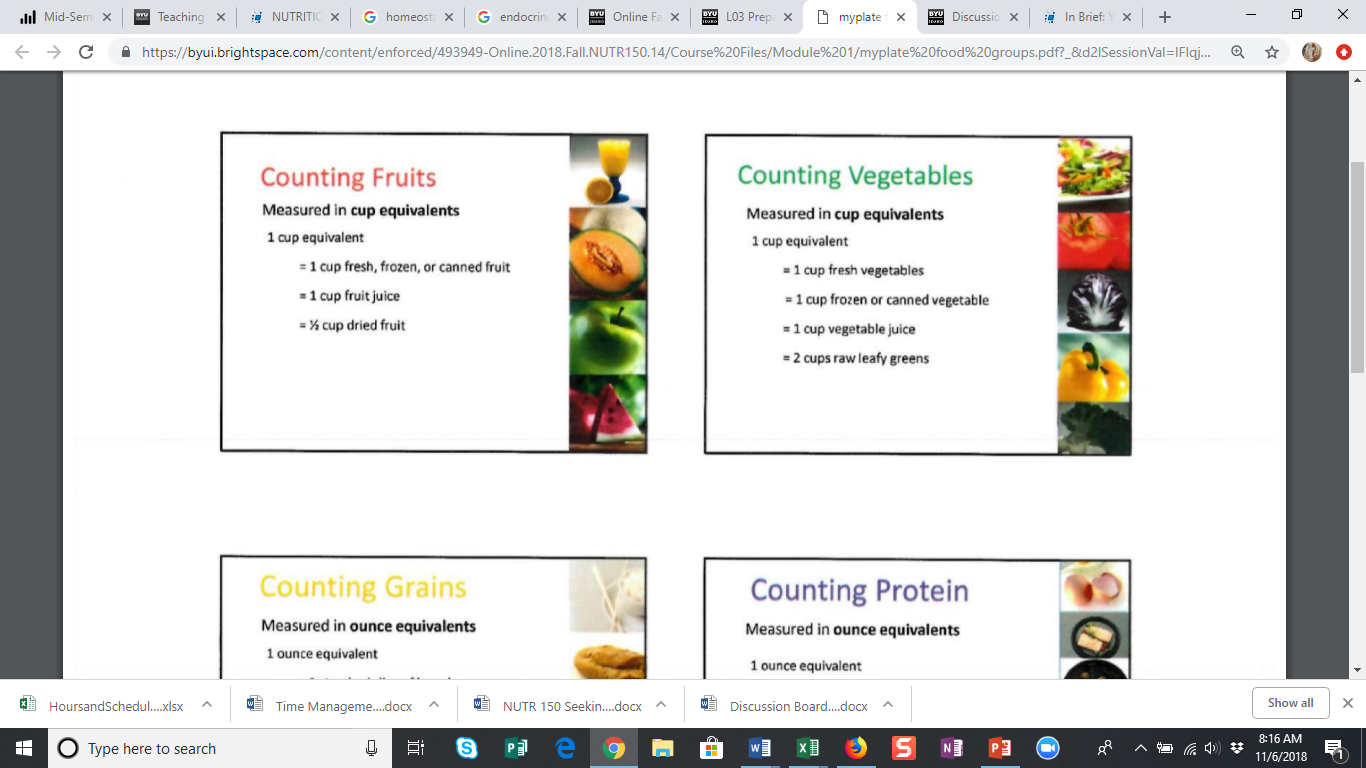 Mid-Sem
Teaching
NUTRITIC
homeosta
endocrin
Online Fa
L03 Prepa
myplate
Discussio
In Brief:
https://byui.brightspace.com/content/enforced/493949-Online.2018.Fall.NUTR150.14/Course%20Files/Module%201/myplate%20food%20groups.pdf?_&d2lSessionVal=IFIqj...
Counting Fruits
Measured in cup equivalents
1 cup equivalent
= 1 cup fresh, frozen, or canned fruit
= 1 cup fruit juice
= ½ cup dried fruit
Counting Vegetables
Measured in cup equivalents
1 cup equivalent
= 1 cup fresh vegetables
= 1 cup frozen or canned vegetable
= 1 cup vegetable juice
= 2 cups raw leafy greens
Counting Grains
Measured in ounce equivalents
1 ounce equivalent
Counting Protein
Measured in ounce equivalents
1 ounce equivalent
HoursandSchedul....xlsx
Time Manageme....docx
NUTR 150 Seekin....docx
Discussion Board....docx
Show all
Type here to search
8:16 AM
11/6/2018